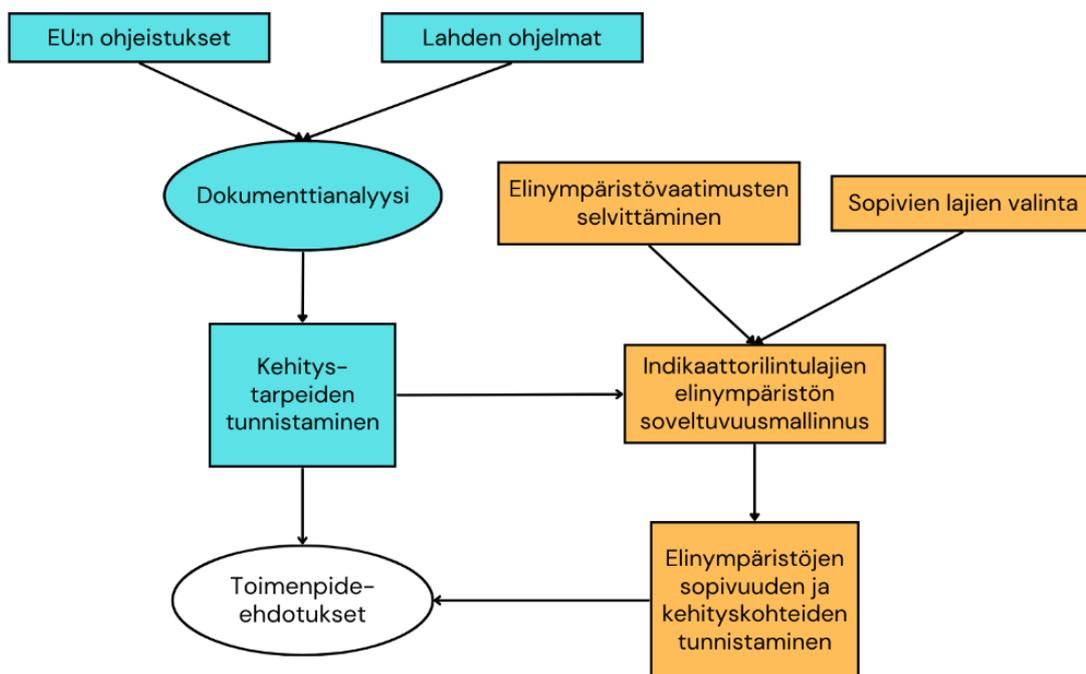 EU:n ohjeistukset
Lahden ohjelmat
Dokumenttianalyysi
Elinympäristövaatimusten
selvittäminen
Sopivien lajien valinta
Kehitys-
tarpeiden
tunnistaminen
Indikaattorilintulajien
elinympäristön
soveltuvuusmallinnus
Toimenpide-
ehdotukset
Elinympäristöjen
sopivuuden ja
kehityskohteiden
tunnistaminen